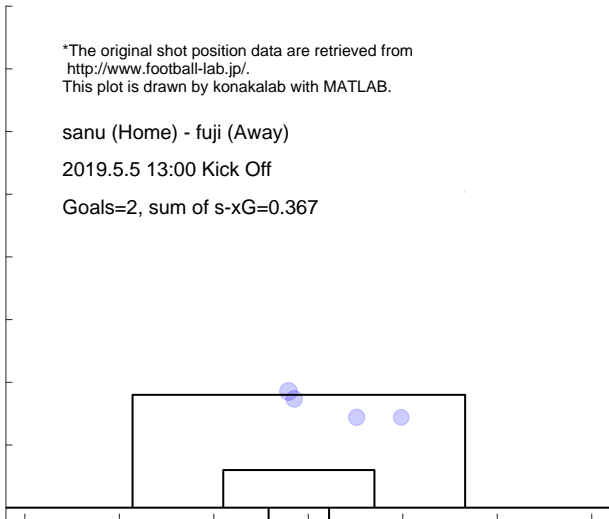 *The original shot position data are retrieved from
http://www.football-lab.jp/.
This plot is drawn by konakalab with MATLAB.
sanu (Home) - fuji (Away)
2019.5.5 13:00 Kick Off
Goals=2, sum of s-xG=0.367